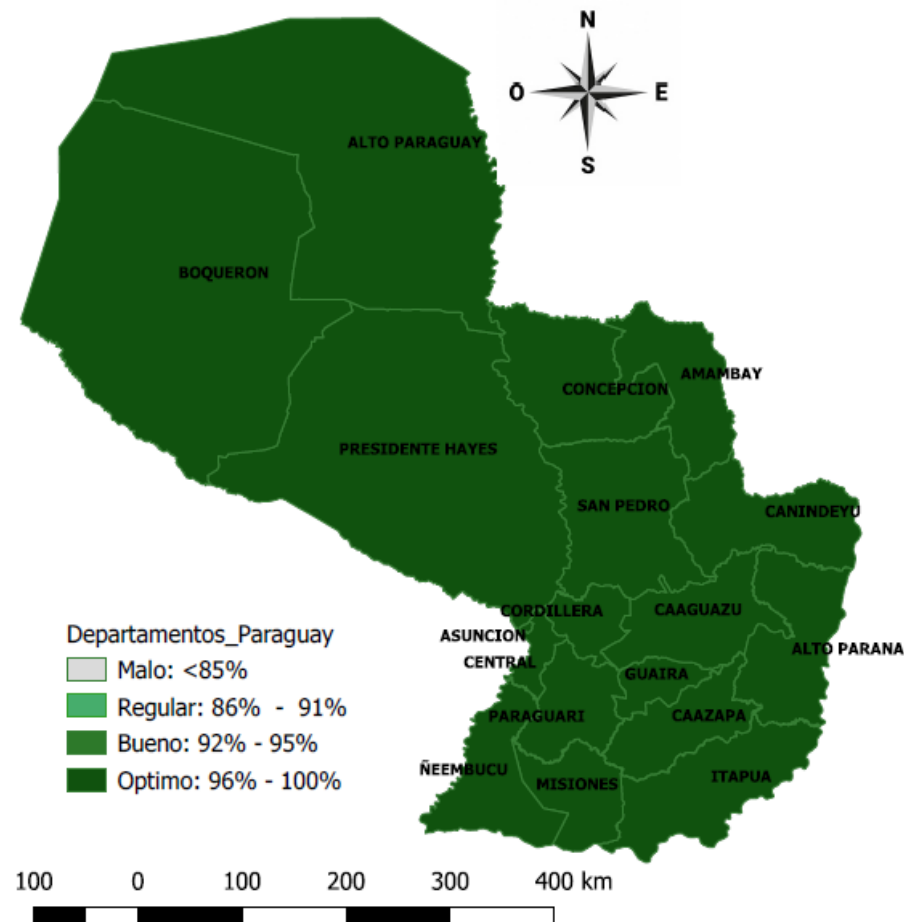 N
O E
S
ALTO PARAGUAY
BOQUERON
AMAMBAY
CONCEPCION
PRESIDENTE HAYES
SAN PEDRO
CANINDEYU
CORDILLERA
CAAGUAZU
ASUNCION
ALTO PARANA
CENTRAL
GUAIRA
PARAGUARI
CAAZAPA
ÑEEMBUCU
MISIONES
ITAPUA
Departamentos_Paraguay
Malo: <85%
Regular: 86% - 91%
Bueno: 92% - 95%
Optimo: 96% - 100%
100 0 100 200 300 400 km